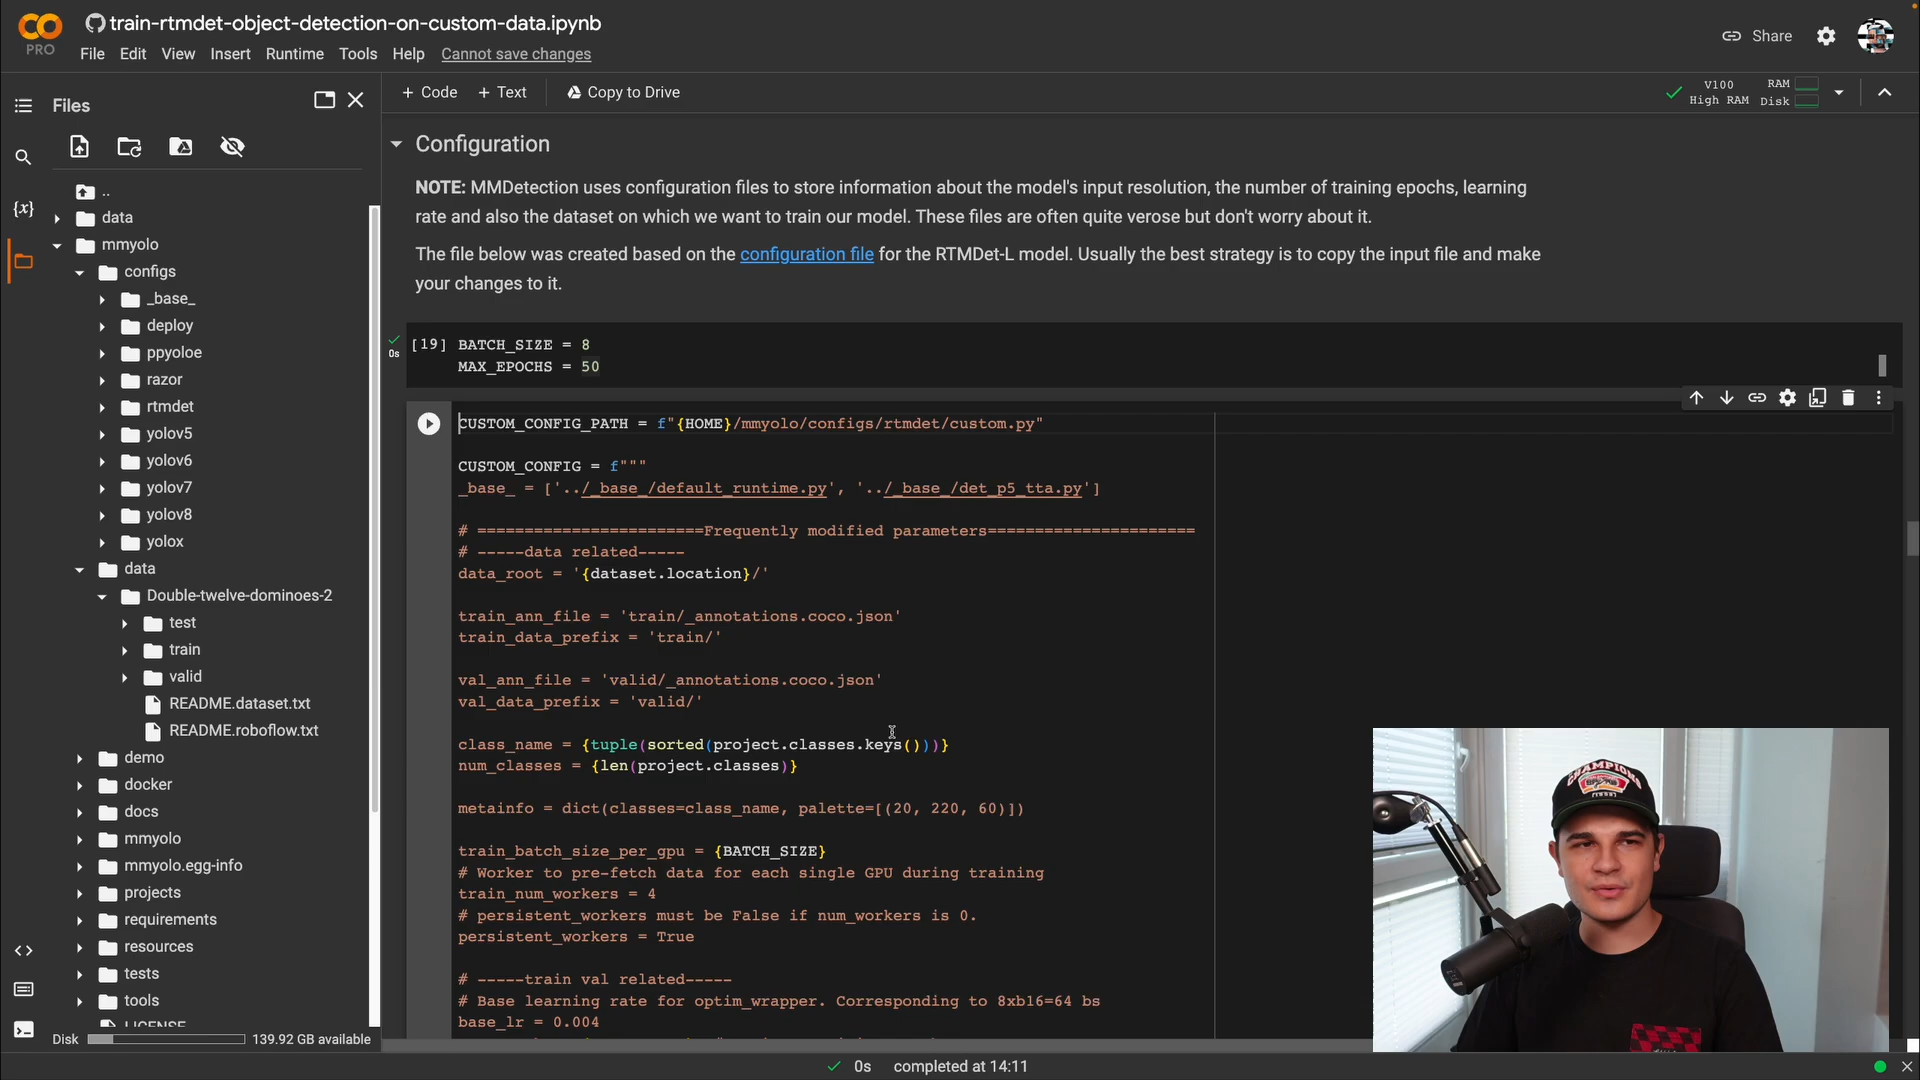 train-rtmdet-object-detection-on-custom-data.ipynb
PRO
File Edit View Insert Runtime Tools Help Cannot save changes
Share
Files
+ Code + Text Copy to Drive
V100
High RAM
RAM
Disk
..
data
mmyolo
configs
_base_
deploy
ppyoloe
razor
rtmdet
yolov5
yolov6
yolov7
yolov8
yolox
data
Double-twelve-dominoes-2
test
train
valid
README.dataset.txt
README.roboflow.txt
demo
docker
docs
mmyolo
mmyolo.egg-info
projects
requirements
resources
tests
tools
LICENSE
Disk 139.92 GB available
{x}
Configuration
NOTE: MMDetection uses configuration files to store information about the model's input resolution, the number of training epochs, learning
rate and also the dataset on which we want to train our model. These files are often quite verose but don't worry about it.
The file below was created based on the configuration file for the RTMDet-L model. Usually the best strategy is to copy the input file and make
your changes to it.
0s
[19] BATCH_SIZE = 8
MAX_EPOCHS = 50
CUSTOM_CONFIG_PATH = f"{HOME}/mmyolo/configs/rtmdet/custom.py"
CUSTOM_CONFIG = f"""
_base_ = ['../_base_/default_runtime.py', '../_base_/det_p5_tta.py']
# ========================Frequently modified parameters======================
# -----data related-----
data_root = '{dataset.location}/'
train_ann_file = 'train/_annotations.coco.json'
train_data_prefix = 'train/'
val_ann_file = 'valid/_annotations.coco.json'
val_data_prefix = 'valid/'
class_name = {tuple(sorted(project.classes.keys()))}
num_classes = {len(project.classes)}
metainfo = dict(classes=class_name, palette=[(20, 220, 60)])
train_batch_size_per_gpu = {BATCH_SIZE}
# Worker to pre-fetch data for each single GPU during training
train_num_workers = 4
# persistent_workers must be False if num_workers is 0.
persistent_workers = True
# -----train val related-----
# Base learning rate for optim_wrapper. Corresponding to 8xb16=64 bs
base_lr = 0.004
CHAMPIONS
0s completed at 14:11